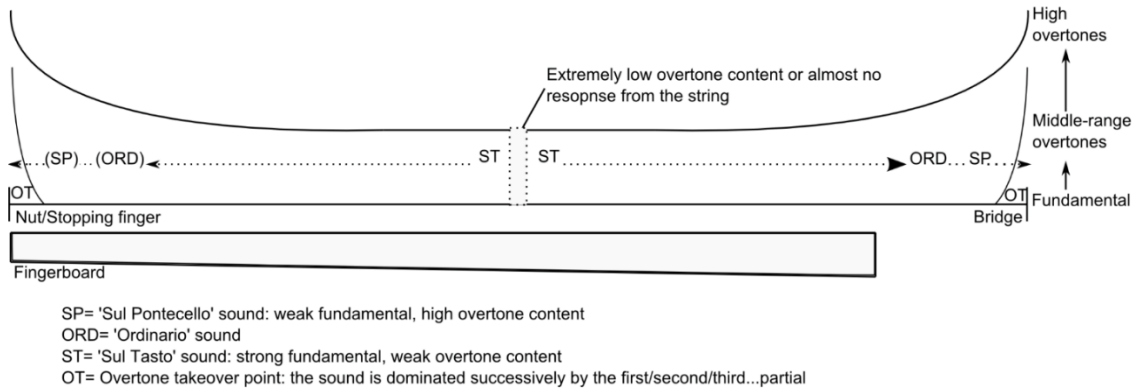 High
overtones
Extremely low overtone content or almost no
resopnse from the string
Middle-range
overtones
(SP)...(ORD) ST ST ORD... SP
OT OT Fundamental
Nut/Stopping finger Bridge
Fingerboard
SP= 'Sul Pontecello' sound: weak fundamental, high overtone content
ORD= 'Ordinario' sound
ST= 'Sul Tasto' sound: strong fundamental, weak overtone content
OT= Overtone takeover point: the sound is dominated successively by the first/second/third...partial